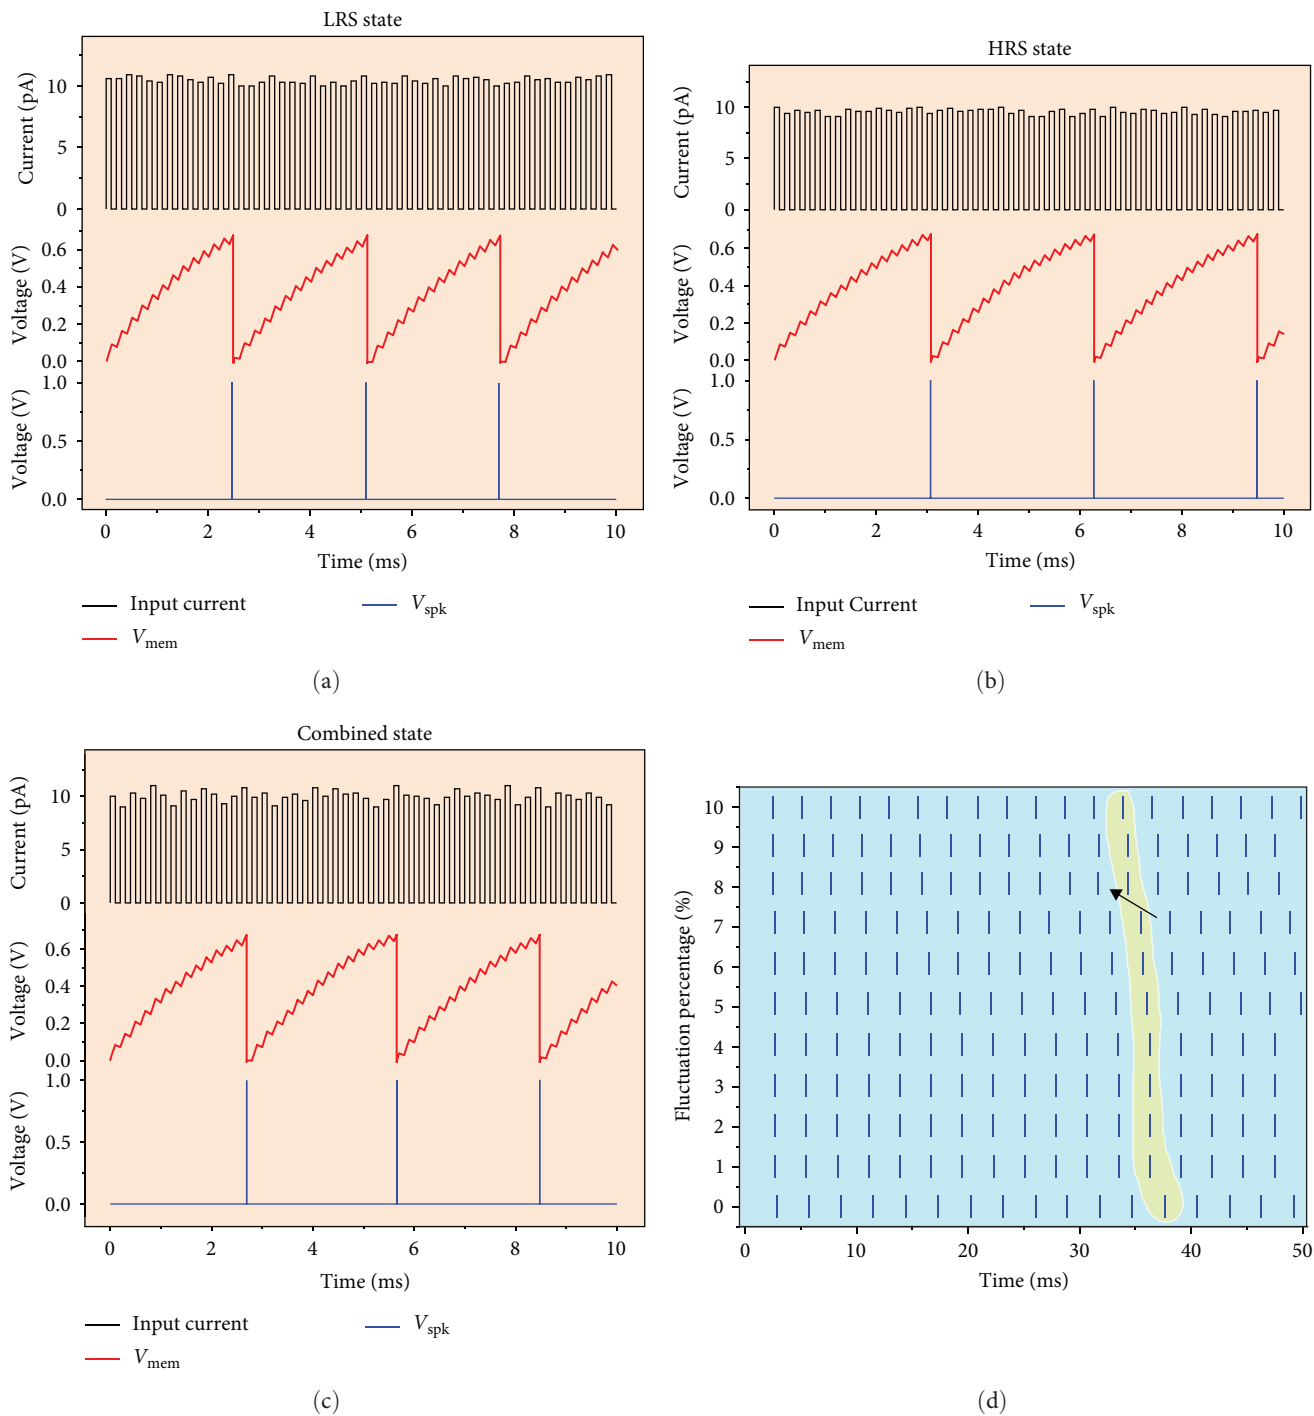 LRS state
Current (pA)
10
5
0
Voltage (V)
0.6
0.4
0.2
0.0
Voltage (V)
1.0
0.5
0.0
0 2 4 6 8 10
Time (ms)
Input current
V_spk
V_mem
(a)
HRS state
Current (pA)
10
5
0
Voltage (V)
0.6
0.4
0.2
0.0
Voltage (V)
1.0
0.5
0.0
0 2 4 6 8 10
Time (ms)
Input Current
V_spk
V_mem
(b)
Combined state
Current (pA)
10
5
0
Voltage (V)
0.6
0.4
0.2
0.0
Voltage (V)
1.0
0.5
0.0
0 2 4 6 8 10
Time (ms)
Input current
V_spk
V_mem
(c)
Fluctuation percentage (%)
10
9
8
7
6
5
4
3
2
1
0
0 10 20 30 40 50
Time (ms)
(d)